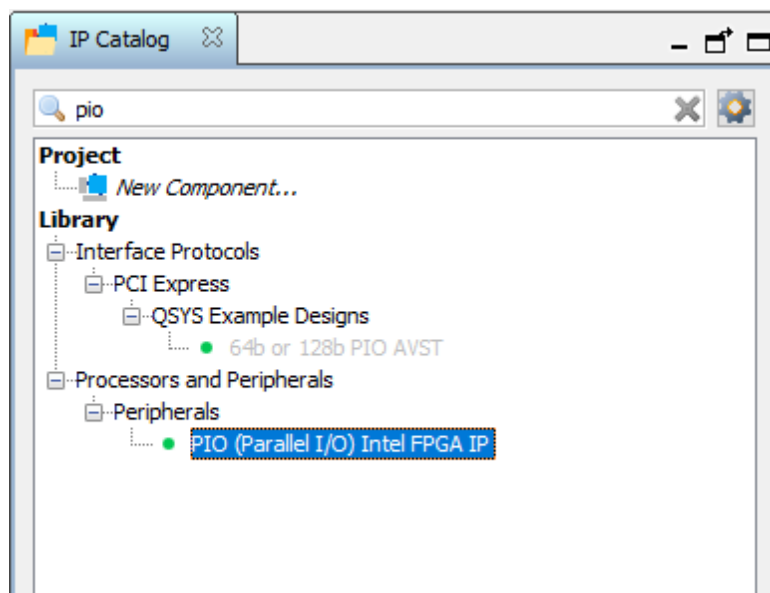 IP Catalog
pio
Project
New Component...
Library
Interface Protocols
PCI Express
QSYS Example Designs
64b or 128b PIO AVST
Processors and Peripherals
Peripherals
PIO (Parallel I/O) Intel FPGA IP